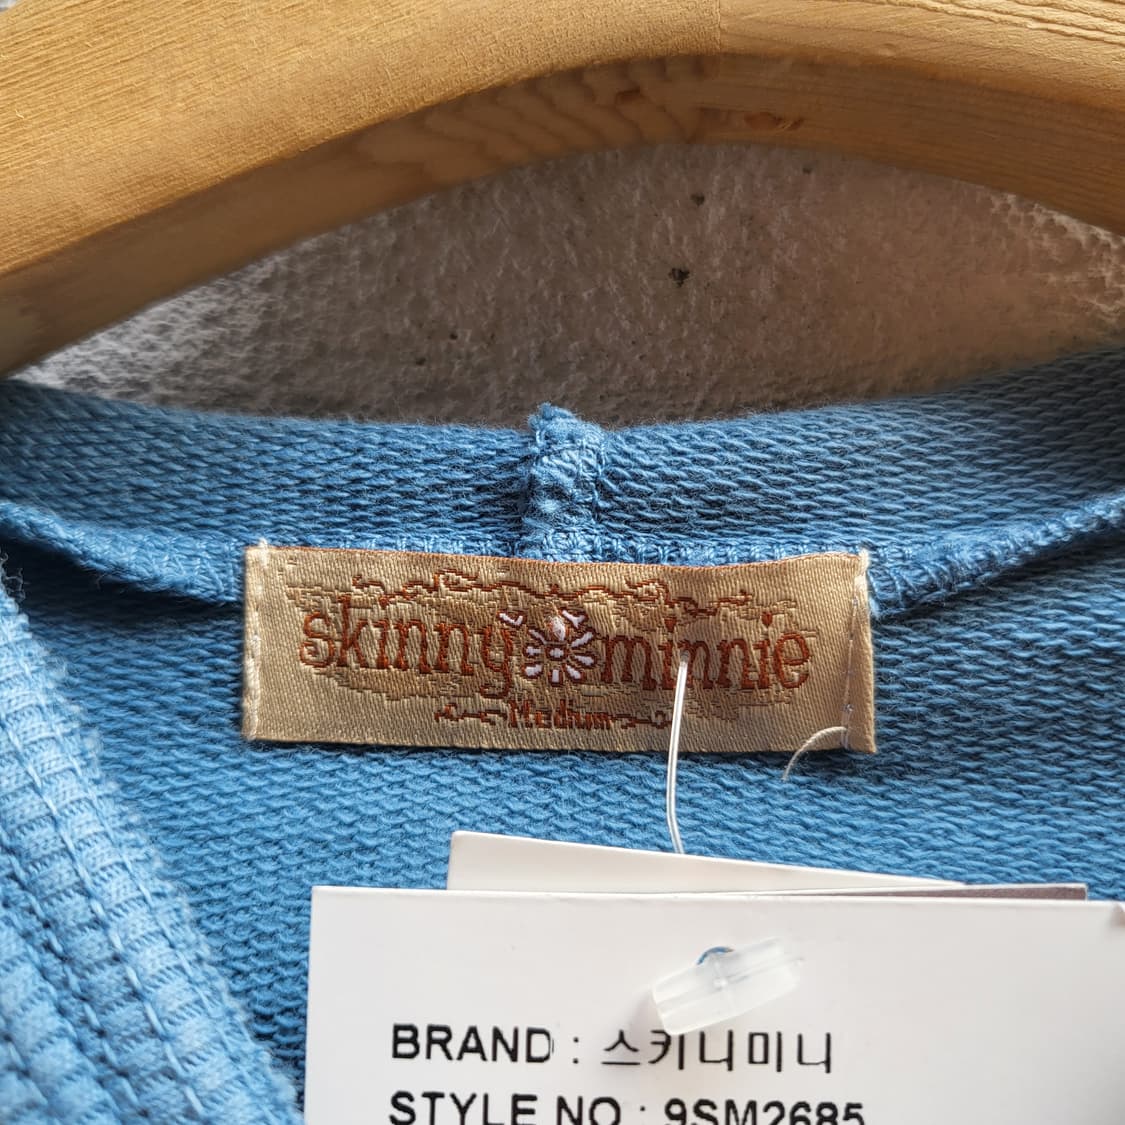 skinny minnie
Medium
BRAND : 스키니미니
STYLE NO : 9SM2685